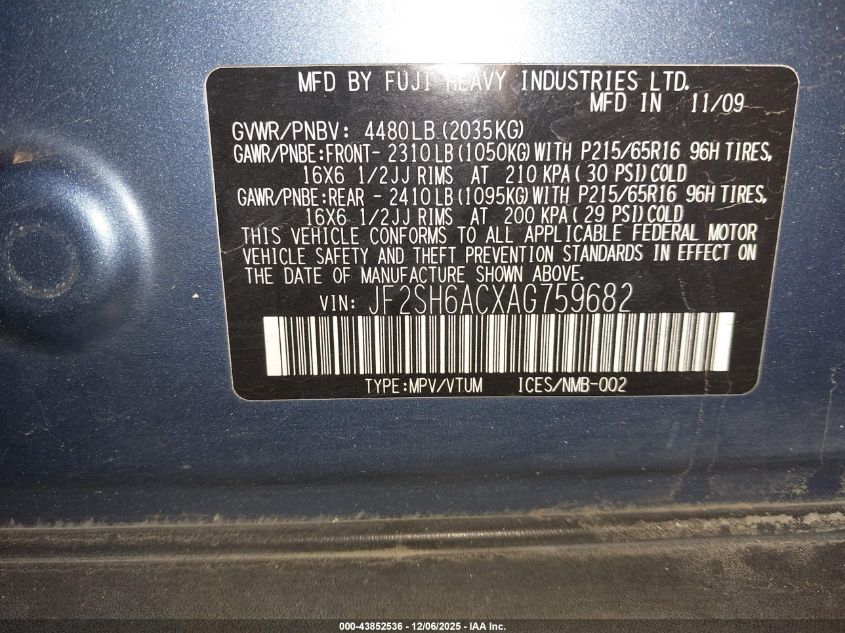 MFD BY FUJI HEAVY INDUSTRIES LTD.
MFD IN 11/09
GVWR/PNBV: 4480LB(2035KG)
GAWR/PNBE:FRONT- 2310LB(1050KG)WITH P215/65R16 96H TIRES,
16X6 1/2JJ RIMS AT 210 KPA( 30 PSI)COLD
GAWR/PNBE:REAR - 2410LB(1095KG)WITH P215/65R16 96H TIRES,
16X6 1/2JJ RIMS AT 200 KPA( 29 PSI)COLD
THIS VEHICLE CONFORMS TO ALL APPLICABLE FEDERAL MOTOR
VEHICLE SAFETY AND THEFT PREVENTION STANDARDS IN EFFECT ON
THE DATE OF MANUFACTURE SHOWN ABOVE.
VIN: JF2SH6ACXAG759682
TYPE:MPV/VTUM ICES/NMB-002
000-43852536 - 12/06/2025 - IAA Inc.